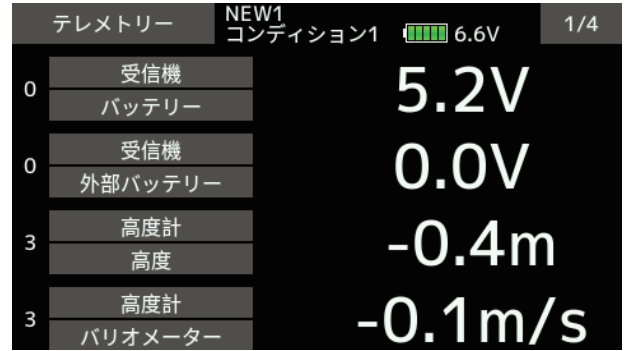 テレメトリー
NEW1
コンディション1 6.6V
1/4
0
受信機
バッテリー
5.2V
0
受信機
外部バッテリー
0.0V
3
高度計
高度
-0.4m
3
高度計
バリオメーター
-0.1m/s